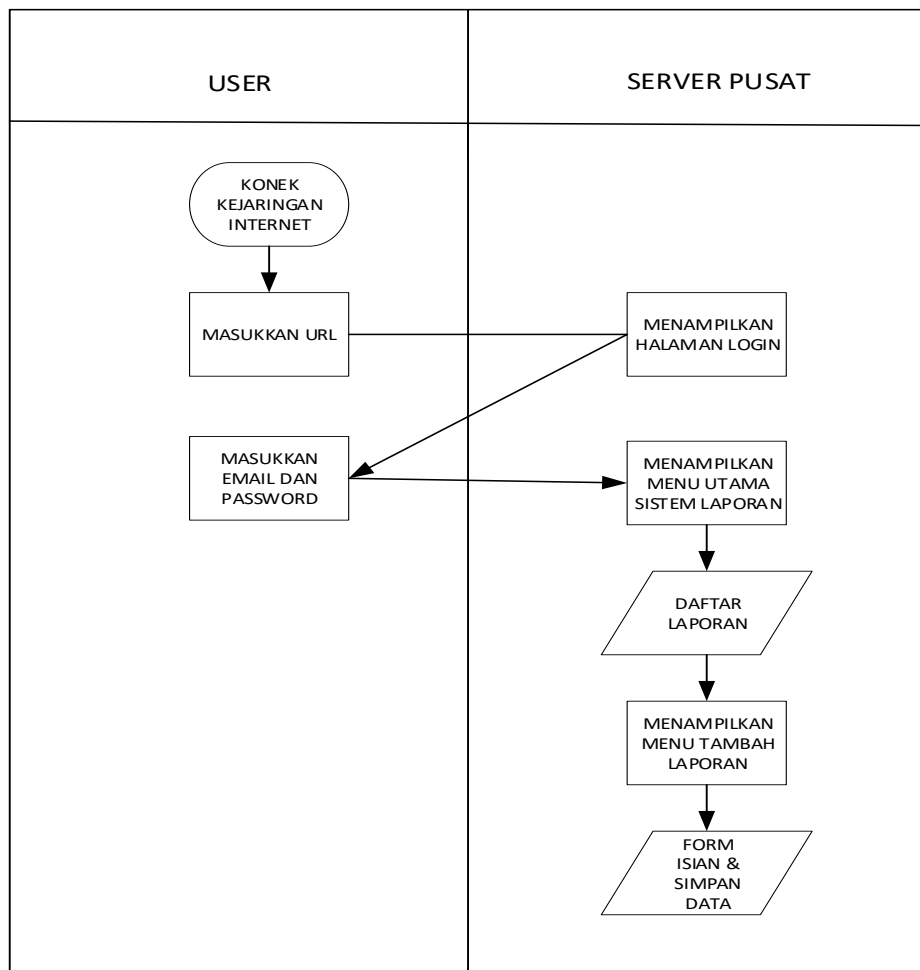 USER
SERVER PUSAT
KONEK
KEJARINGAN
INTERNET
MASUKKAN URL
MENAMPILKAN
HALAMAN LOGIN
MASUKKAN
EMAIL DAN
PASSWORD
MENAMPILKAN
MENU UTAMA
SISTEM LAPORAN
DAFTAR
LAPORAN
MENAMPILKAN
MENU TAMBAH
LAPORAN
FORM
ISIAN &
SIMPAN
DATA